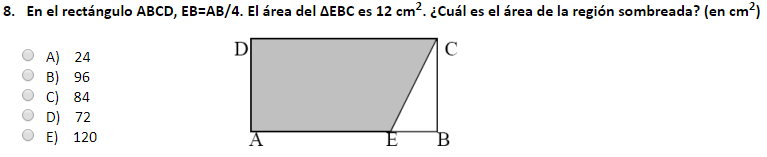 8. En el rectángulo ABCD, EB=AB/4. El área del ΔEBC es 12 cm². ¿Cuál es el área de la región sombreada? (en cm²)
A) 24
B) 96
C) 84
D) 72
E) 120
D C
A E B